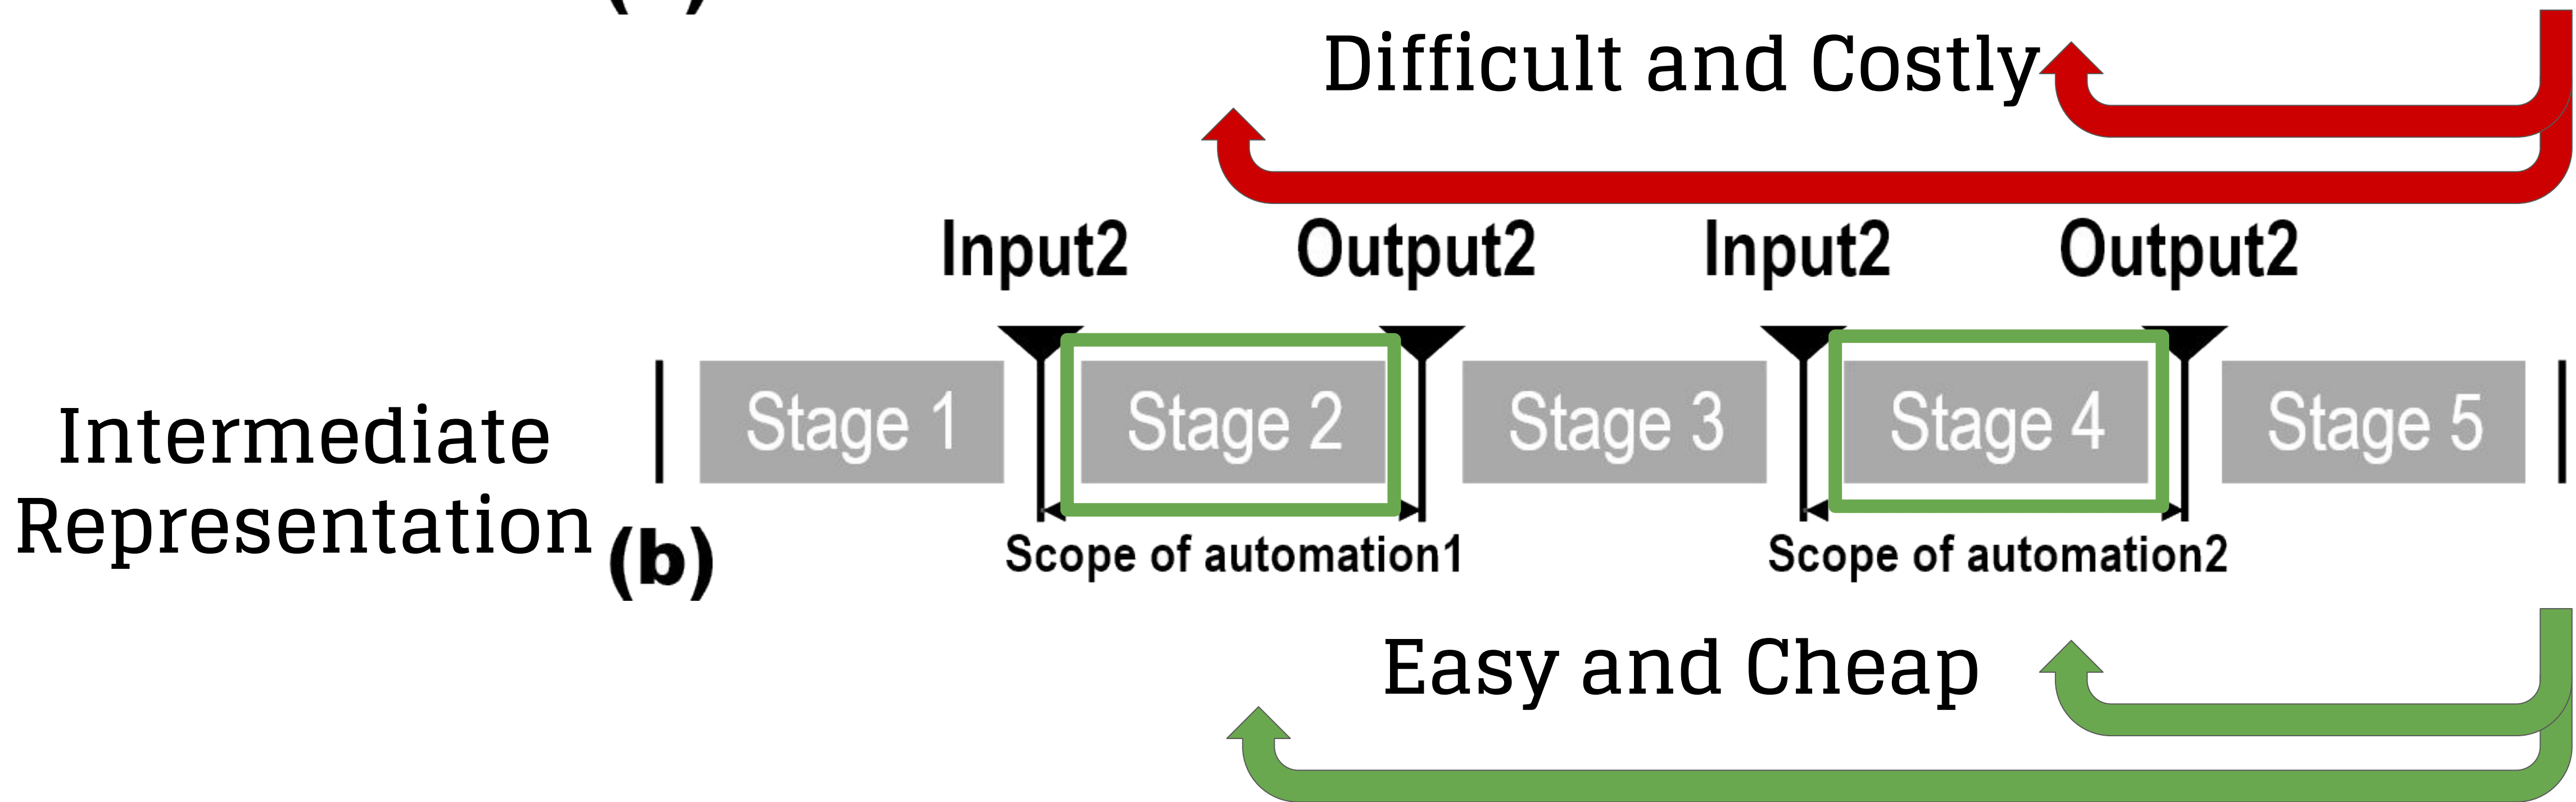 Difficult and Costly
Input2 Output2 Input2 Output2
Stage 1 Stage 2 Stage 3 Stage 4 Stage 5
Intermediate
Representation
(b)
Scope of automation1 Scope of automation2
Easy and Cheap